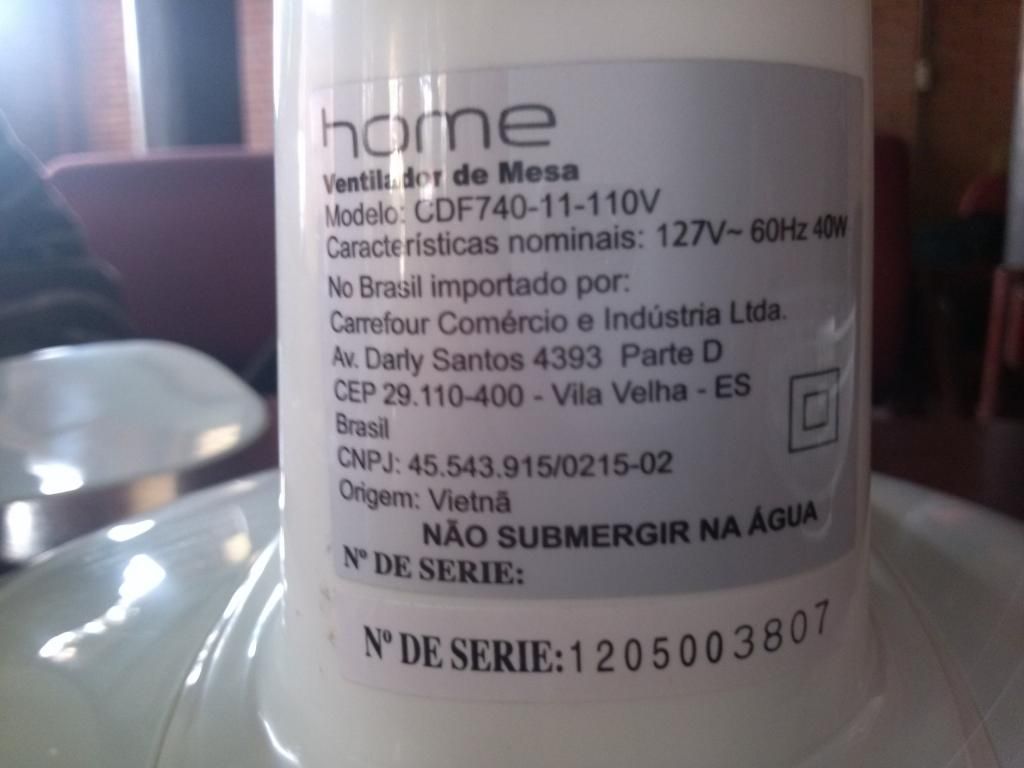 home
Ventilador de Mesa
Modelo: CDF740-11-110V
Características nominais: 127V~ 60Hz 40W
No Brasil importado por:
Carrefour Comércio e Indústria Ltda.
Av. Darly Santos 4393 Parte D
CEP 29.110-400 - Vila Velha - ES
Brasil
CNPJ: 45.543.915/0215-02
Origem: Vietnã
NÃO SUBMERGIR NA ÁGUA
Nº DE SERIE:
Nº DE SERIE:1205003807